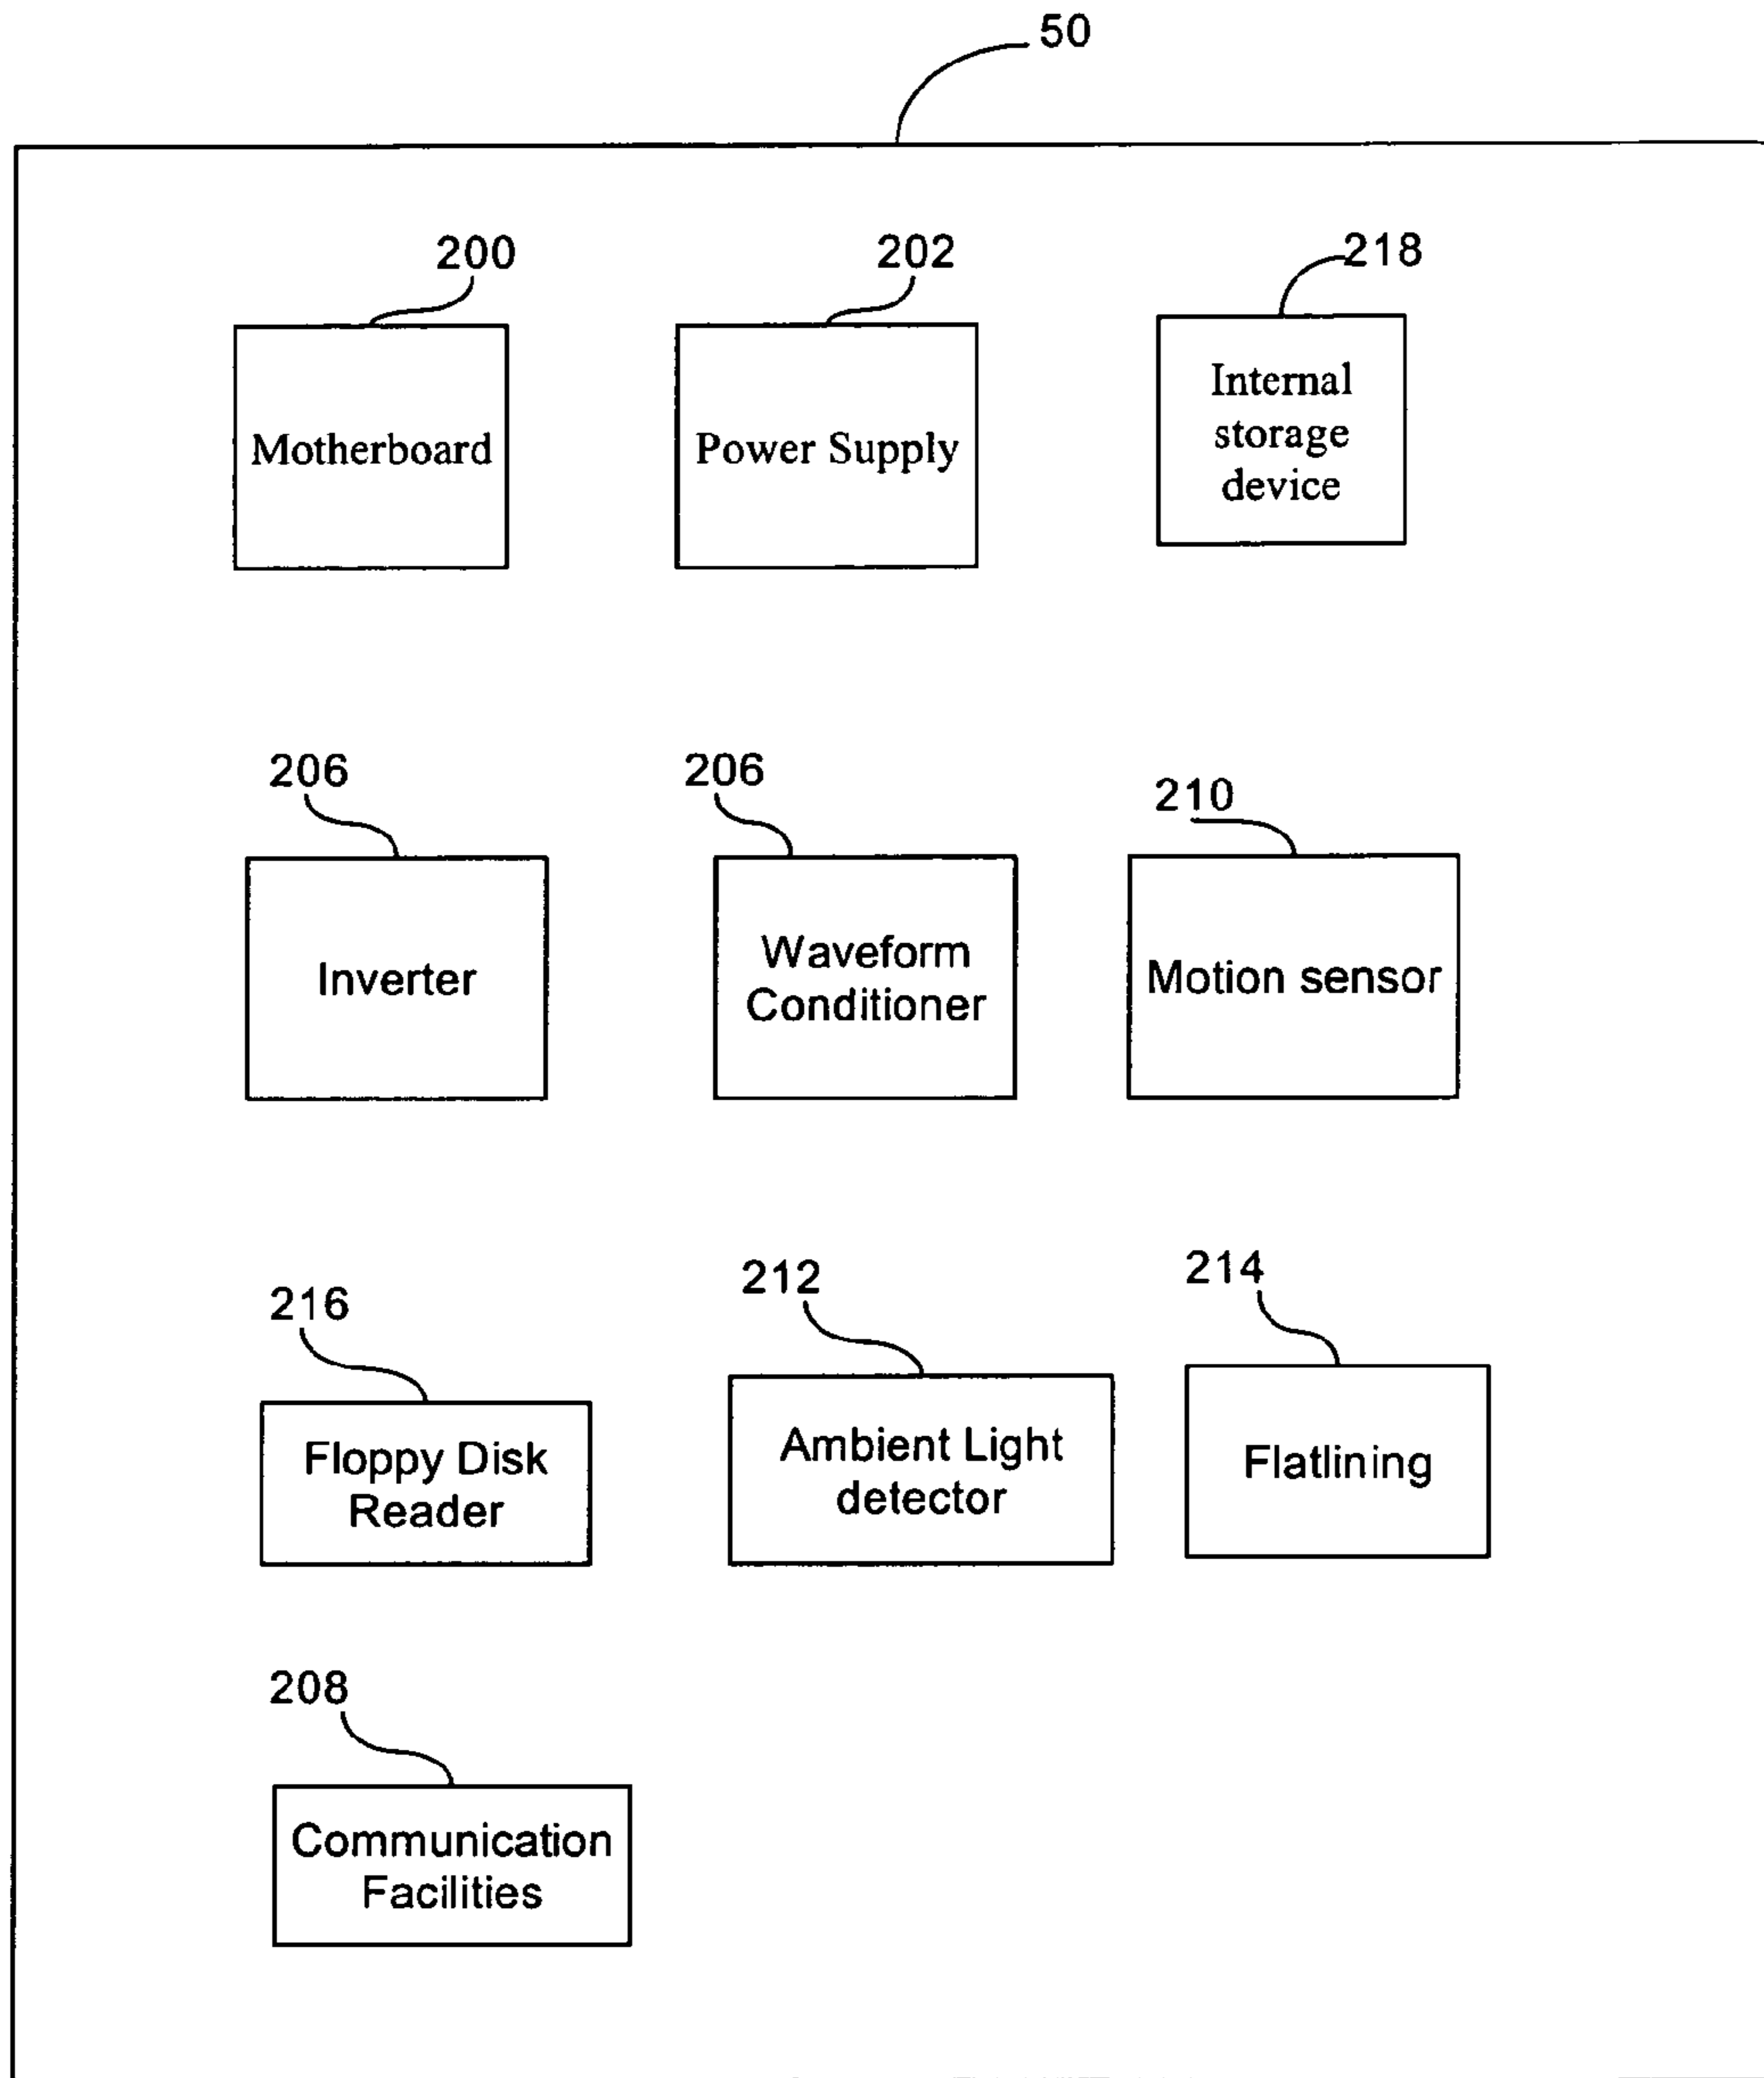 50
200
202
218
Motherboard
Power Supply
Internal
storage
device
206
206
210
Inverter
Waveform
Conditioner
Motion sensor
216
212
214
Floppy Disk
Reader
Ambient Light
detector
Flatlining
208
Communication
Facilities